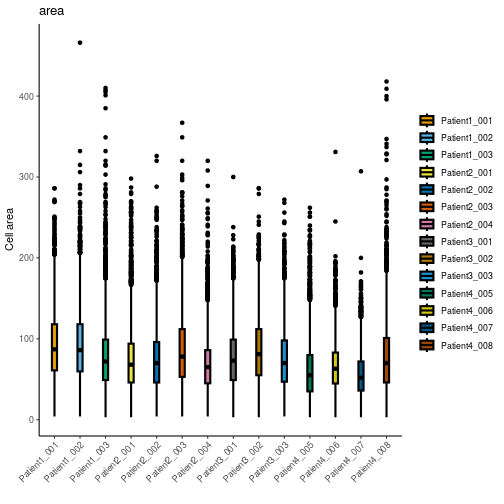 area
Cell area
400
300
200
100
0
Patient1_001
Patient1_002
Patient1_003
Patient2_001
Patient2_002
Patient2_003
Patient2_004
Patient3_001
Patient3_002
Patient3_003
Patient4_005
Patient4_006
Patient4_007
Patient4_008
Patient1_001
Patient1_002
Patient1_003
Patient2_001
Patient2_002
Patient2_003
Patient2_004
Patient3_001
Patient3_002
Patient3_003
Patient4_005
Patient4_006
Patient4_007
Patient4_008